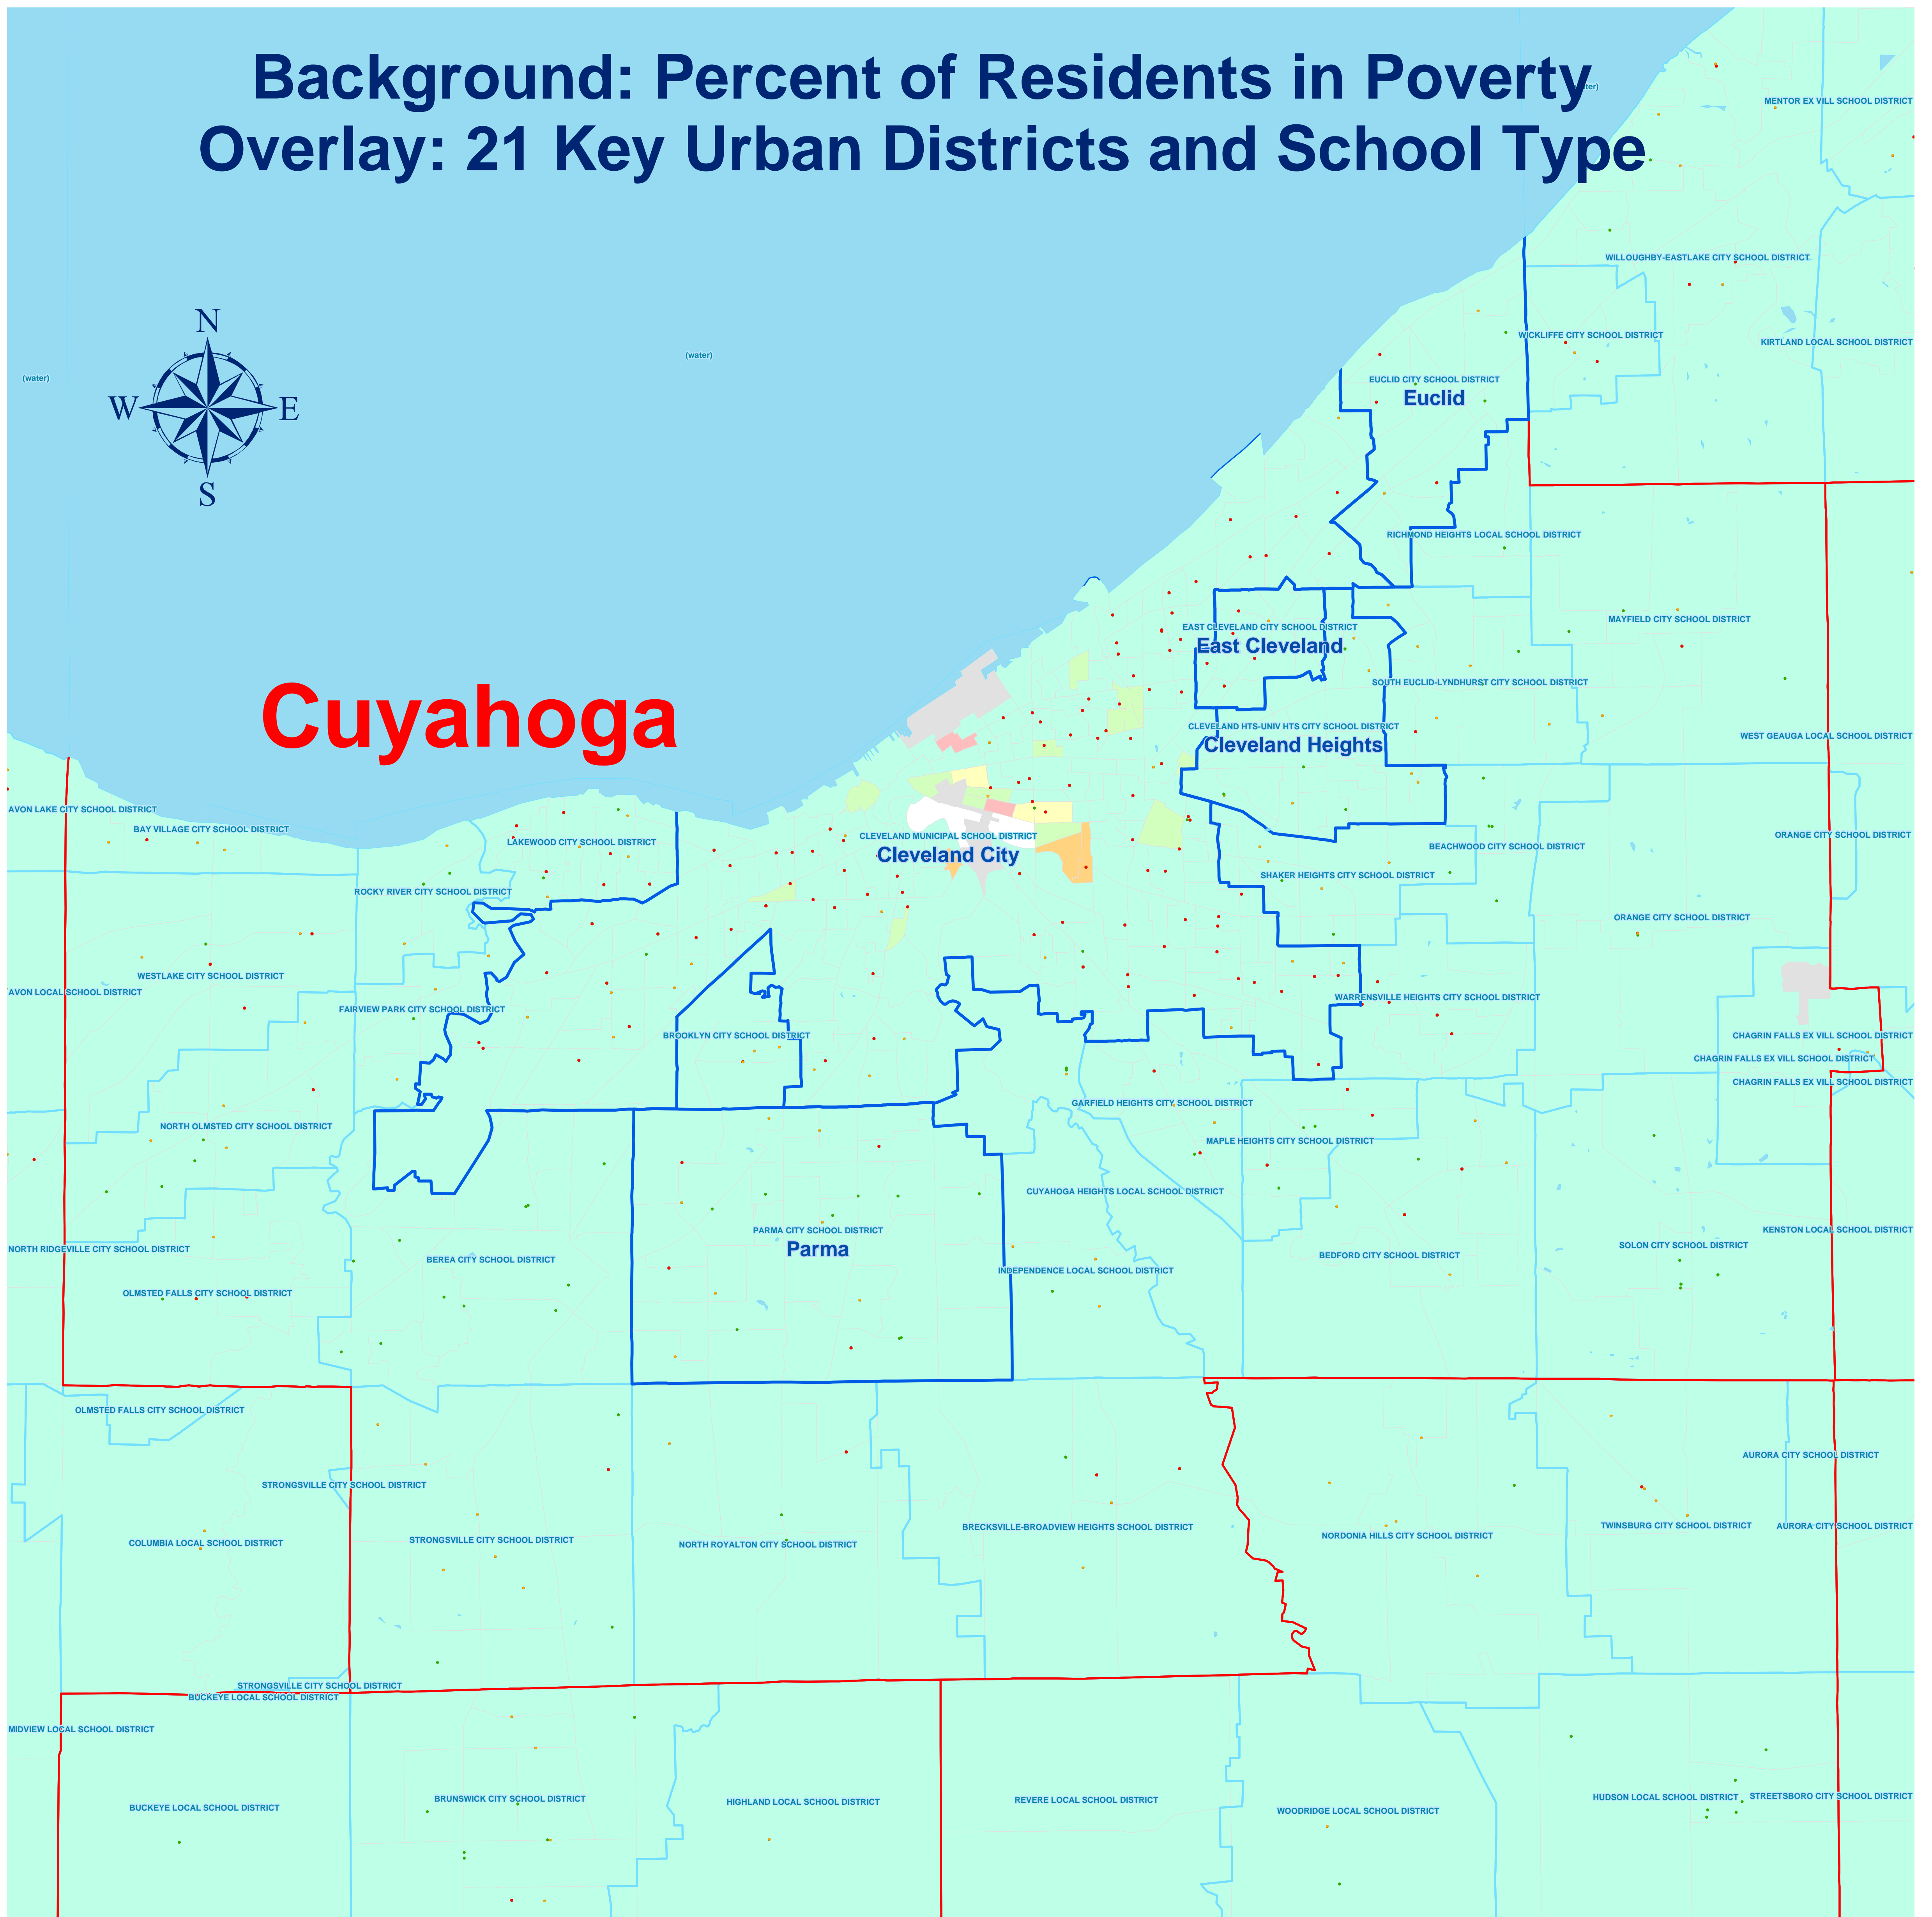 Background: Percent of Residents in Poverty
Overlay: 21 Key Urban Districts and School Type
MENTOR EX VILL SCHOOL DISTRICT
WILLOUGHBY-EASTLAKE CITY SCHOOL DISTRICT
N
W
E
S
WICKLIFFE CITY SCHOOL DISTRICT
KIRTLAND LOCAL SCHOOL DISTRICT
(water)
(water)
EUCLID CITY SCHOOL DISTRICT
Euclid
RICHMOND HEIGHTS LOCAL SCHOOL DISTRICT
MAYFIELD CITY SCHOOL DISTRICT
EAST CLEVELAND CITY SCHOOL DISTRICT
East Cleveland
SOUTH EUCLID-LYNDHURST CITY SCHOOL DISTRICT
Cuyahoga
CLEVELAND HTS-UNIV HTS CITY SCHOOL DISTRICT
Cleveland Heights
WEST GEAUGA LOCAL SCHOOL DISTRICT
AVON LAKE CITY SCHOOL DISTRICT
BAY VILLAGE CITY SCHOOL DISTRICT
LAKEWOOD CITY SCHOOL DISTRICT
CLEVELAND MUNICIPAL SCHOOL DISTRICT
Cleveland City
ORANGE CITY SCHOOL DISTRICT
BEACHWOOD CITY SCHOOL DISTRICT
SHAKER HEIGHTS CITY SCHOOL DISTRICT
ROCKY RIVER CITY SCHOOL DISTRICT
ORANGE CITY SCHOOL DISTRICT
WESTLAKE CITY SCHOOL DISTRICT
AVON LOCAL SCHOOL DISTRICT
WARRENSVILLE HEIGHTS CITY SCHOOL DISTRICT
FAIRVIEW PARK CITY SCHOOL DISTRICT
BROOKLYN CITY SCHOOL DISTRICT
CHAGRIN FALLS EX VILL SCHOOL DISTRICT
CHAGRIN FALLS EX VILL SCHOOL DISTRICT
CHAGRIN FALLS EX VILL SCHOOL DISTRICT
GARFIELD HEIGHTS CITY SCHOOL DISTRICT
NORTH OLMSTED CITY SCHOOL DISTRICT
MAPLE HEIGHTS CITY SCHOOL DISTRICT
CUYAHOGA HEIGHTS LOCAL SCHOOL DISTRICT
PARMA CITY SCHOOL DISTRICT
Parma
KENSTON LOCAL SCHOOL DISTRICT
SOLON CITY SCHOOL DISTRICT
NORTH RIDGEVILLE CITY SCHOOL DISTRICT
BEREA CITY SCHOOL DISTRICT
BEDFORD CITY SCHOOL DISTRICT
INDEPENDENCE LOCAL SCHOOL DISTRICT
OLMSTED FALLS CITY SCHOOL DISTRICT
OLMSTED FALLS CITY SCHOOL DISTRICT
AURORA CITY SCHOOL DISTRICT
STRONGSVILLE CITY SCHOOL DISTRICT
BRECKSVILLE-BROADVIEW HEIGHTS SCHOOL DISTRICT
TWINSBURG CITY SCHOOL DISTRICT
AURORA CITY SCHOOL DISTRICT
NORDONIA HILLS CITY SCHOOL DISTRICT
COLUMBIA LOCAL SCHOOL DISTRICT
STRONGSVILLE CITY SCHOOL DISTRICT
NORTH ROYALTON CITY SCHOOL DISTRICT
STRONGSVILLE CITY SCHOOL DISTRICT
BUCKEYE LOCAL SCHOOL DISTRICT
MIDVIEW LOCAL SCHOOL DISTRICT
BUCKEYE LOCAL SCHOOL DISTRICT
BRUNSWICK CITY SCHOOL DISTRICT
HIGHLAND LOCAL SCHOOL DISTRICT
REVERE LOCAL SCHOOL DISTRICT
WOODRIDGE LOCAL SCHOOL DISTRICT
HUDSON LOCAL SCHOOL DISTRICT
STREETSBORO CITY SCHOOL DISTRICT